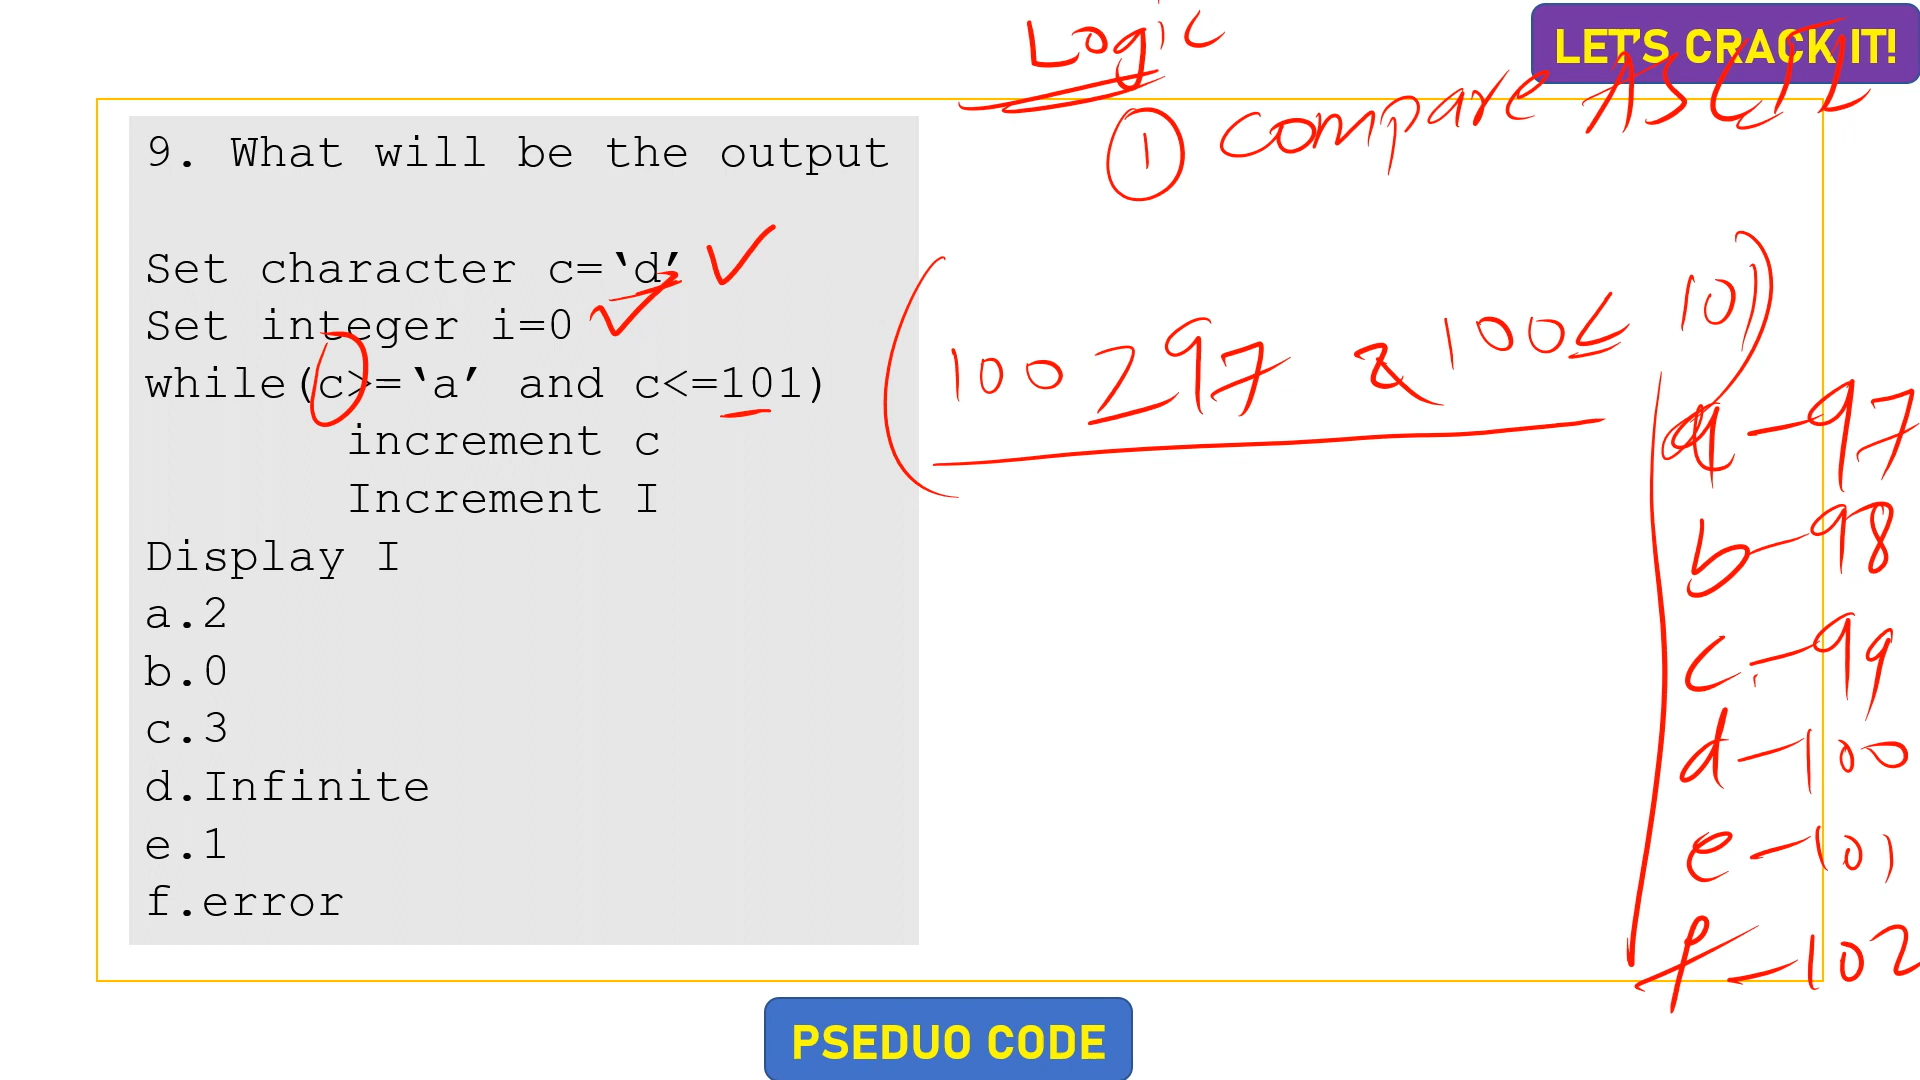 Logic
LET'S CRACK IT!
① compare ASCII
9. What will be the output
Set character c=‘d’
Set integer i=0
while(c>=‘a’ and c<=101)
increment c
Increment I
Display I
a.2
b.0
c.3
d.Infinite
e.1
f.error
(100 ≥ 97 & 100 ≤ 101)
a-97
b-98
c-99
d-100
e-101
f-102
PSEDUO CODE